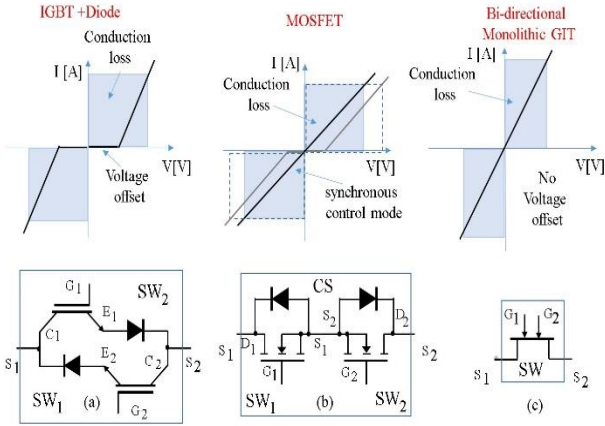 IGBT +Diode
Conduction
loss
I [A]
V[V]
Voltage
offset
MOSFET
I [A]
Conduction
loss
V[V]
synchronous
control mode
Bi-directional
Monolithic GIT
I [A]
Conduction
loss
V[V]
No
Voltage
offset
G1
SW2
E1
C1
S1
E2
C2
S2
SW1
(a)
G2
CS
S2
D2
S1
D1
S1
S2
G1
G2
SW1
(b)
SW2
G1
G2
S1
SW
S2
(c)